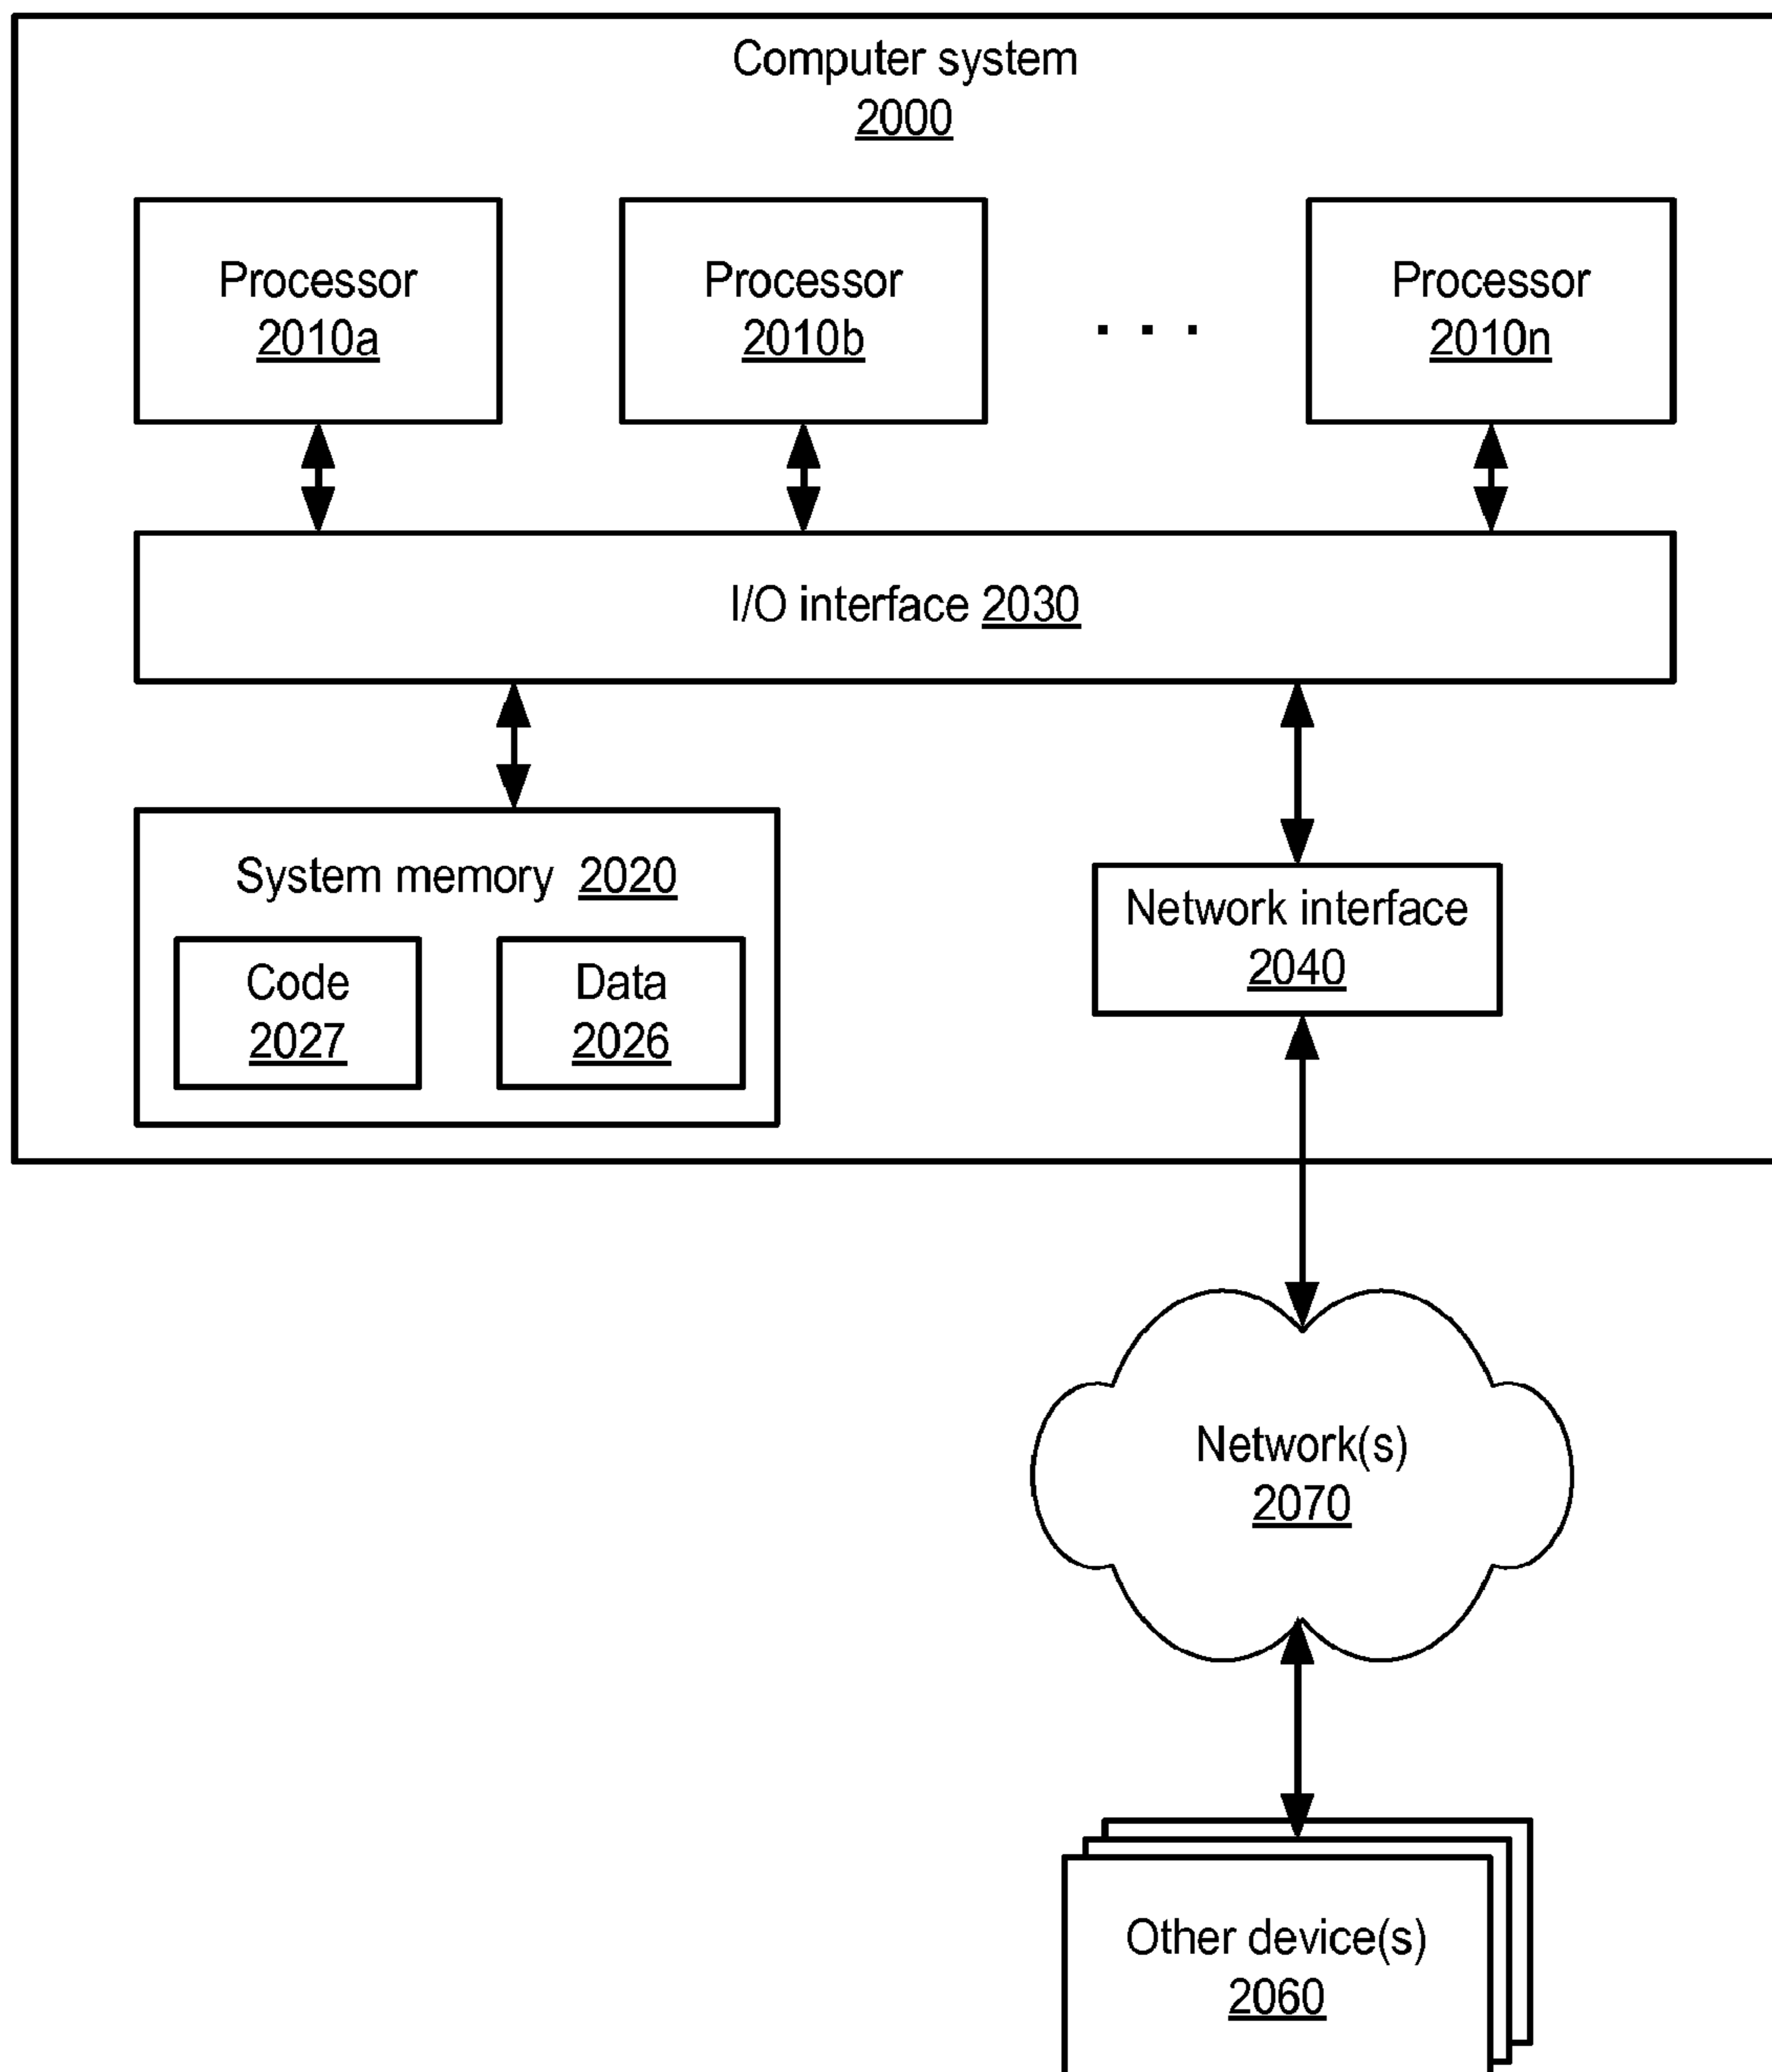 Computer system
2000
Processor
2010a
Processor
2010b
. . .
Processor
2010n
I/O interface 2030
System memory 2020
Code
2027
Data
2026
Network interface
2040
Network(s)
2070
Other device(s)
2060